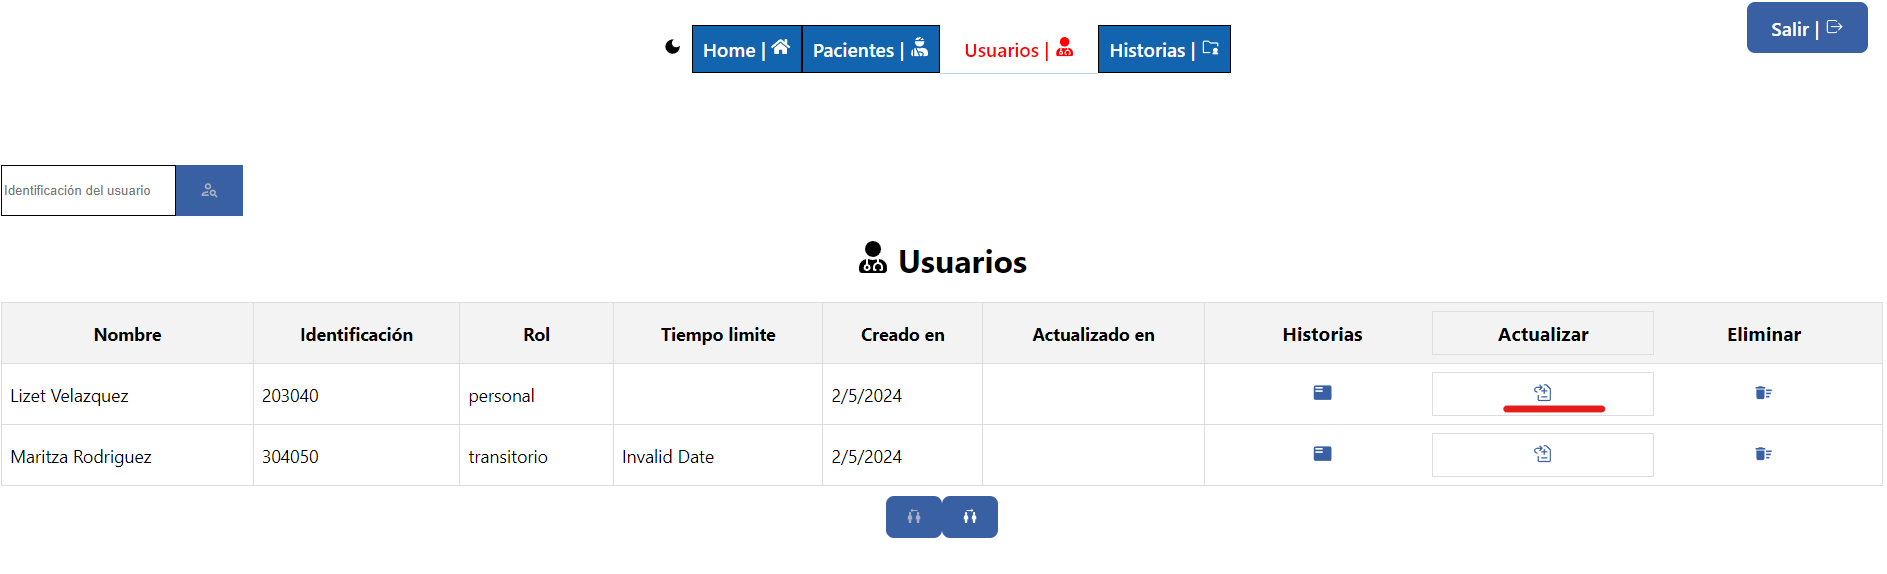 Salir |
Home | Pacientes | Usuarios | Historias |
Identificación del usuario
Usuarios
Nombre Identificación Rol Tiempo limite Creado en Actualizado en Historias Actualizar Eliminar
Lizet Velazquez 203040 personal 2/5/2024
Maritza Rodriguez 304050 transitorio Invalid Date 2/5/2024